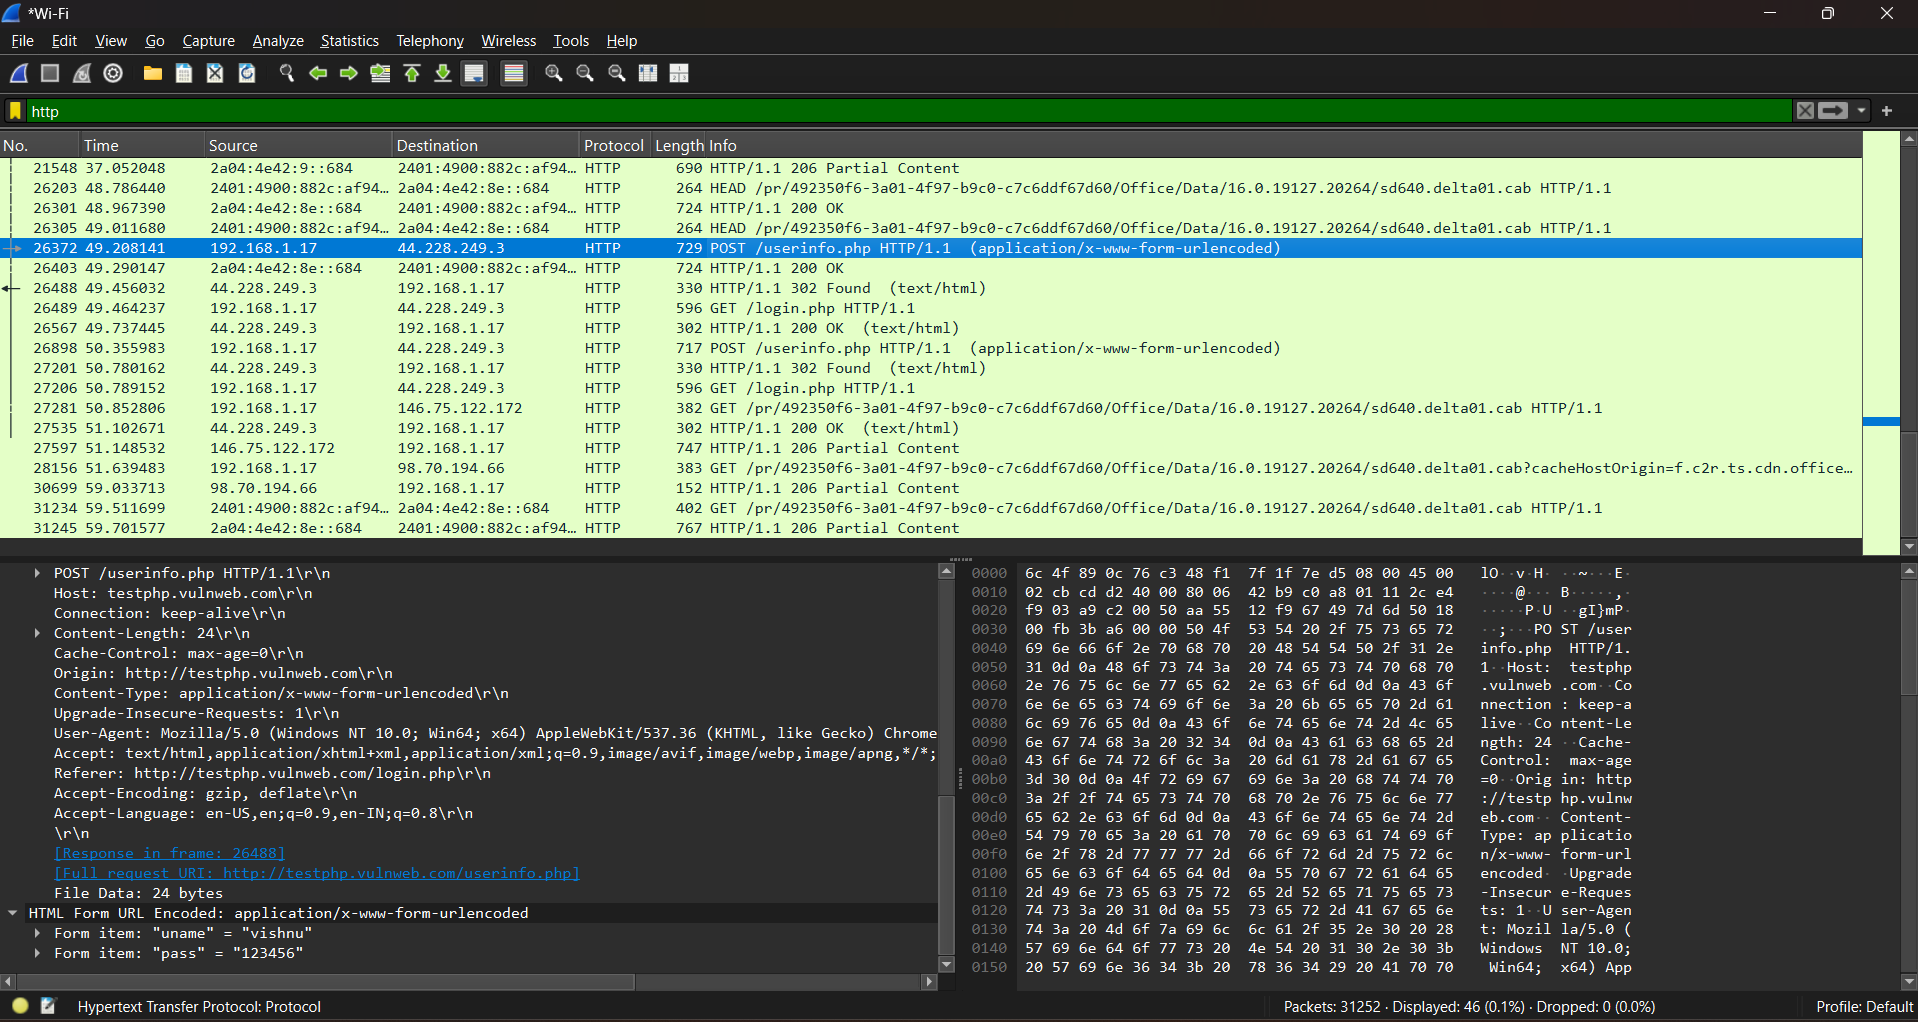 *Wi-Fi
File Edit View Go Capture Analyze Statistics Telephony Wireless Tools Help
http
No. Time Source Destination Protocol Length Info
21548 37.052048 2a04:4e42:9::684 2401:4900:882c:af94… HTTP 690 HTTP/1.1 206 Partial Content
26203 48.786440 2401:4900:882c:af94… 2a04:4e42:8e::684 HTTP 264 HEAD /pr/492350f6-3a01-4f97-b9c0-c7c6ddf67d60/Office/Data/16.0.19127.20264/sd640.delta01.cab HTTP/1.1
26301 48.967390 2a04:4e42:8e::684 2401:4900:882c:af94… HTTP 724 HTTP/1.1 200 OK
26305 49.011680 2401:4900:882c:af94… 2a04:4e42:8e::684 HTTP 264 HEAD /pr/492350f6-3a01-4f97-b9c0-c7c6ddf67d60/Office/Data/16.0.19127.20264/sd640.delta01.cab HTTP/1.1
26372 49.208141 192.168.1.17 44.228.249.3 HTTP 729 POST /userinfo.php HTTP/1.1 (application/x-www-form-urlencoded)
26403 49.290147 2a04:4e42:8e::684 2401:4900:882c:af94… HTTP 724 HTTP/1.1 200 OK
26488 49.456032 44.228.249.3 192.168.1.17 HTTP 330 HTTP/1.1 302 Found (text/html)
26489 49.464237 192.168.1.17 44.228.249.3 HTTP 596 GET /login.php HTTP/1.1
26567 49.737445 44.228.249.3 192.168.1.17 HTTP 302 HTTP/1.1 200 OK (text/html)
26898 50.355983 192.168.1.17 44.228.249.3 HTTP 717 POST /userinfo.php HTTP/1.1 (application/x-www-form-urlencoded)
27201 50.780162 44.228.249.3 192.168.1.17 HTTP 330 HTTP/1.1 302 Found (text/html)
27206 50.789152 192.168.1.17 44.228.249.3 HTTP 596 GET /login.php HTTP/1.1
27281 50.852806 192.168.1.17 146.75.122.172 HTTP 382 GET /pr/492350f6-3a01-4f97-b9c0-c7c6ddf67d60/Office/Data/16.0.19127.20264/sd640.delta01.cab HTTP/1.1
27535 51.102671 44.228.249.3 192.168.1.17 HTTP 302 HTTP/1.1 200 OK (text/html)
27597 51.148532 146.75.122.172 192.168.1.17 HTTP 747 HTTP/1.1 206 Partial Content
28156 51.639483 192.168.1.17 98.70.194.66 HTTP 383 GET /pr/492350f6-3a01-4f97-b9c0-c7c6ddf67d60/Office/Data/16.0.19127.20264/sd640.delta01.cab?cacheHostOrigin=f.c2r.ts.cdn.office…
30699 59.033713 98.70.194.66 192.168.1.17 HTTP 152 HTTP/1.1 206 Partial Content
31234 59.511699 2401:4900:882c:af94… 2a04:4e42:8e::684 HTTP 402 GET /pr/492350f6-3a01-4f97-b9c0-c7c6ddf67d60/Office/Data/16.0.19127.20264/sd640.delta01.cab HTTP/1.1
31245 59.701577 2a04:4e42:8e::684 2401:4900:882c:af94… HTTP 767 HTTP/1.1 206 Partial Content
POST /userinfo.php HTTP/1.1\r\n
Host: testphp.vulnweb.com\r\n
Connection: keep-alive\r\n
Content-Length: 24\r\n
Cache-Control: max-age=0\r\n
Origin: http://testphp.vulnweb.com\r\n
Content-Type: application/x-www-form-urlencoded\r\n
Upgrade-Insecure-Requests: 1\r\n
User-Agent: Mozilla/5.0 (Windows NT 10.0; Win64; x64) AppleWebKit/537.36 (KHTML, like Gecko) Chrome
Accept: text/html,application/xhtml+xml,application/xml;q=0.9,image/avif,image/webp,image/apng,*/*;
Referer: http://testphp.vulnweb.com/login.php\r\n
Accept-Encoding: gzip, deflate\r\n
Accept-Language: en-US,en;q=0.9,en-IN;q=0.8\r\n
\r\n
[Response in frame: 26488]
[Full request URI: http://testphp.vulnweb.com/userinfo.php]
File Data: 24 bytes
HTML Form URL Encoded: application/x-www-form-urlencoded
Form item: "uname" = "vishnu"
Form item: "pass" = "123456"
0000 6c 4f 89 0c 76 c3 48 f1 7f 1f 7e d5 08 00 45 00 lO··v·H· ··~···E·
0010 02 cb cd d2 40 00 80 06 42 b9 c0 a8 01 11 2c e4 ····@··· B·····,·
0020 f9 03 a9 c2 00 50 aa 55 12 f9 67 49 7d 6d 50 18 ·····P·U ··gI}mP·
0030 00 fb 3b a6 00 00 50 4f 53 54 20 2f 75 73 65 72 ··;···PO ST /user
0040 69 6e 66 6f 2e 70 68 70 20 48 54 54 50 2f 31 2e info.php HTTP/1.
0050 31 0d 0a 48 6f 73 74 3a 20 74 65 73 74 70 68 70 1··Host: testphp
0060 2e 76 75 6c 6e 77 65 62 2e 63 6f 6d 0d 0a 43 6f .vulnweb .com··Co
0070 6e 6e 65 63 74 69 6f 6e 3a 20 6b 65 65 70 2d 61 nnection : keep-a
0080 6c 69 76 65 0d 0a 43 6f 6e 74 65 6e 74 2d 4c 65 live··Co ntent-Le
0090 6e 67 74 68 3a 20 32 34 0d 0a 43 61 63 68 65 2d ngth: 24 ··Cache-
00a0 43 6f 6e 74 72 6f 6c 3a 20 6d 61 78 2d 61 67 65 Control: max-age
00b0 3d 30 0d 0a 4f 72 69 67 69 6e 3a 20 68 74 74 70 =0··Orig in: http
00c0 3a 2f 2f 74 65 73 74 70 68 70 2e 76 75 6c 6e 77 ://testp hp.vulnw
00d0 65 62 2e 63 6f 6d 0d 0a 43 6f 6e 74 65 6e 74 2d eb.com·· Content-
00e0 54 79 70 65 3a 20 61 70 70 6c 69 63 61 74 69 6f Type: ap plicatio
00f0 6e 2f 78 2d 77 77 77 2d 66 6f 72 6d 2d 75 72 6c n/x-www- form-url
0100 65 6e 63 6f 64 65 64 0d 0a 55 70 67 72 61 64 65 encoded· ·Upgrade
0110 2d 49 6e 73 65 63 75 72 65 2d 52 65 71 75 65 73 -Insecur e-Reques
0120 74 73 3a 20 31 0d 0a 55 73 65 72 2d 41 67 65 6e ts: 1··U ser-Agen
0130 74 3a 20 4d 6f 7a 69 6c 6c 61 2f 35 2e 30 20 28 t: Mozil la/5.0 (
0140 57 69 6e 64 6f 77 73 20 4e 54 20 31 30 2e 30 3b Windows NT 10.0;
0150 20 57 69 6e 36 34 3b 20 78 36 34 29 20 41 70 70 Win64; x64) App
Hypertext Transfer Protocol: Protocol
Packets: 31252 · Displayed: 46 (0.1%) · Dropped: 0 (0.0%)
Profile: Default